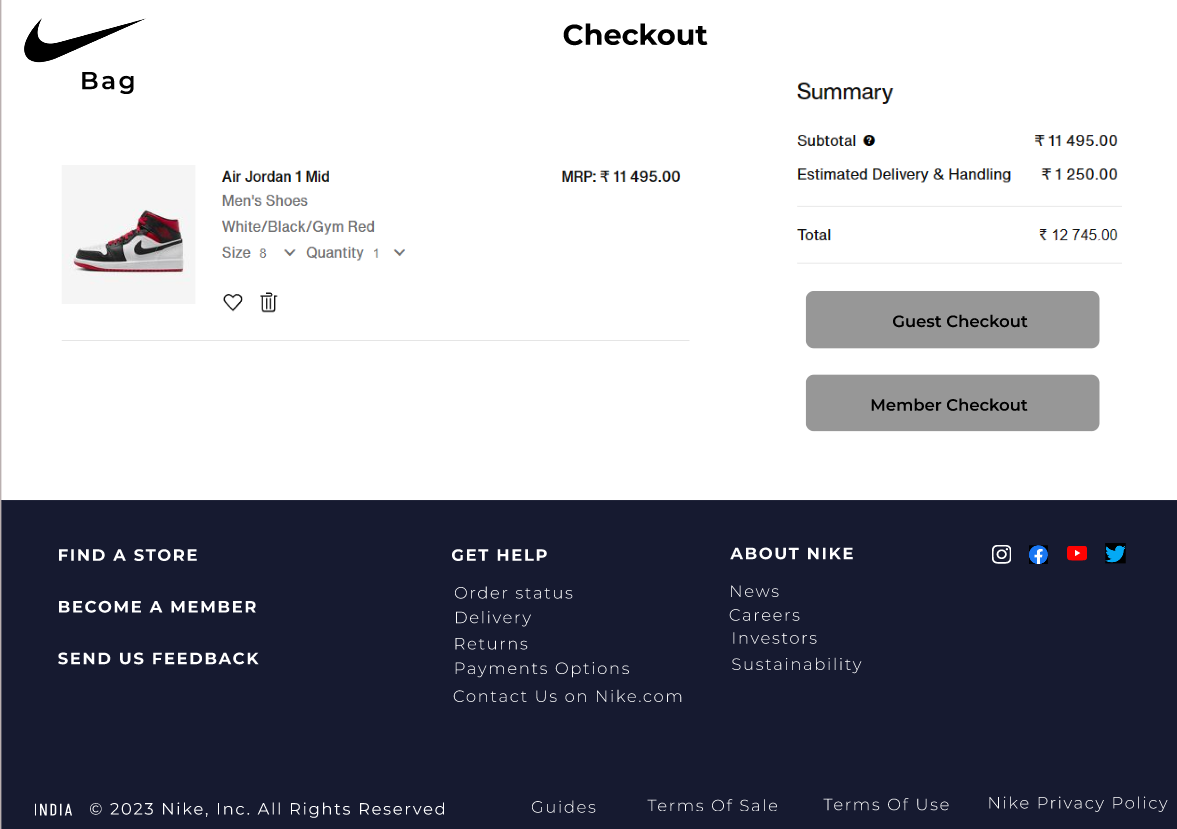 Checkout
Bag
Summary
Subtotal ? ₹ 11 495.00
Estimated Delivery & Handling ₹ 1 250.00
Total ₹ 12 745.00
Air Jordan 1 Mid MRP: ₹ 11 495.00
Men's Shoes
White/Black/Gym Red
Size 8 Quantity 1
Guest Checkout
Member Checkout
FIND A STORE
BECOME A MEMBER
SEND US FEEDBACK
GET HELP
Order status
Delivery
Returns
Payments Options
Contact Us on Nike.com
ABOUT NIKE
News
Careers
Investors
Sustainability
INDIA © 2023 Nike, Inc. All Rights Reserved Guides Terms Of Sale Terms Of Use Nike Privacy Policy